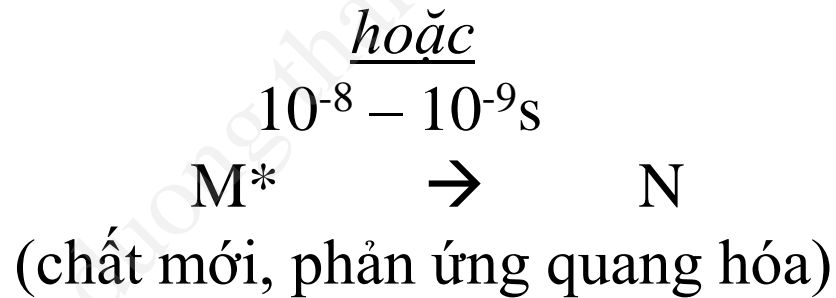 hoặc
10⁻⁸ – 10⁻⁹s
M* → N
(chất mới, phản ứng quang hóa)